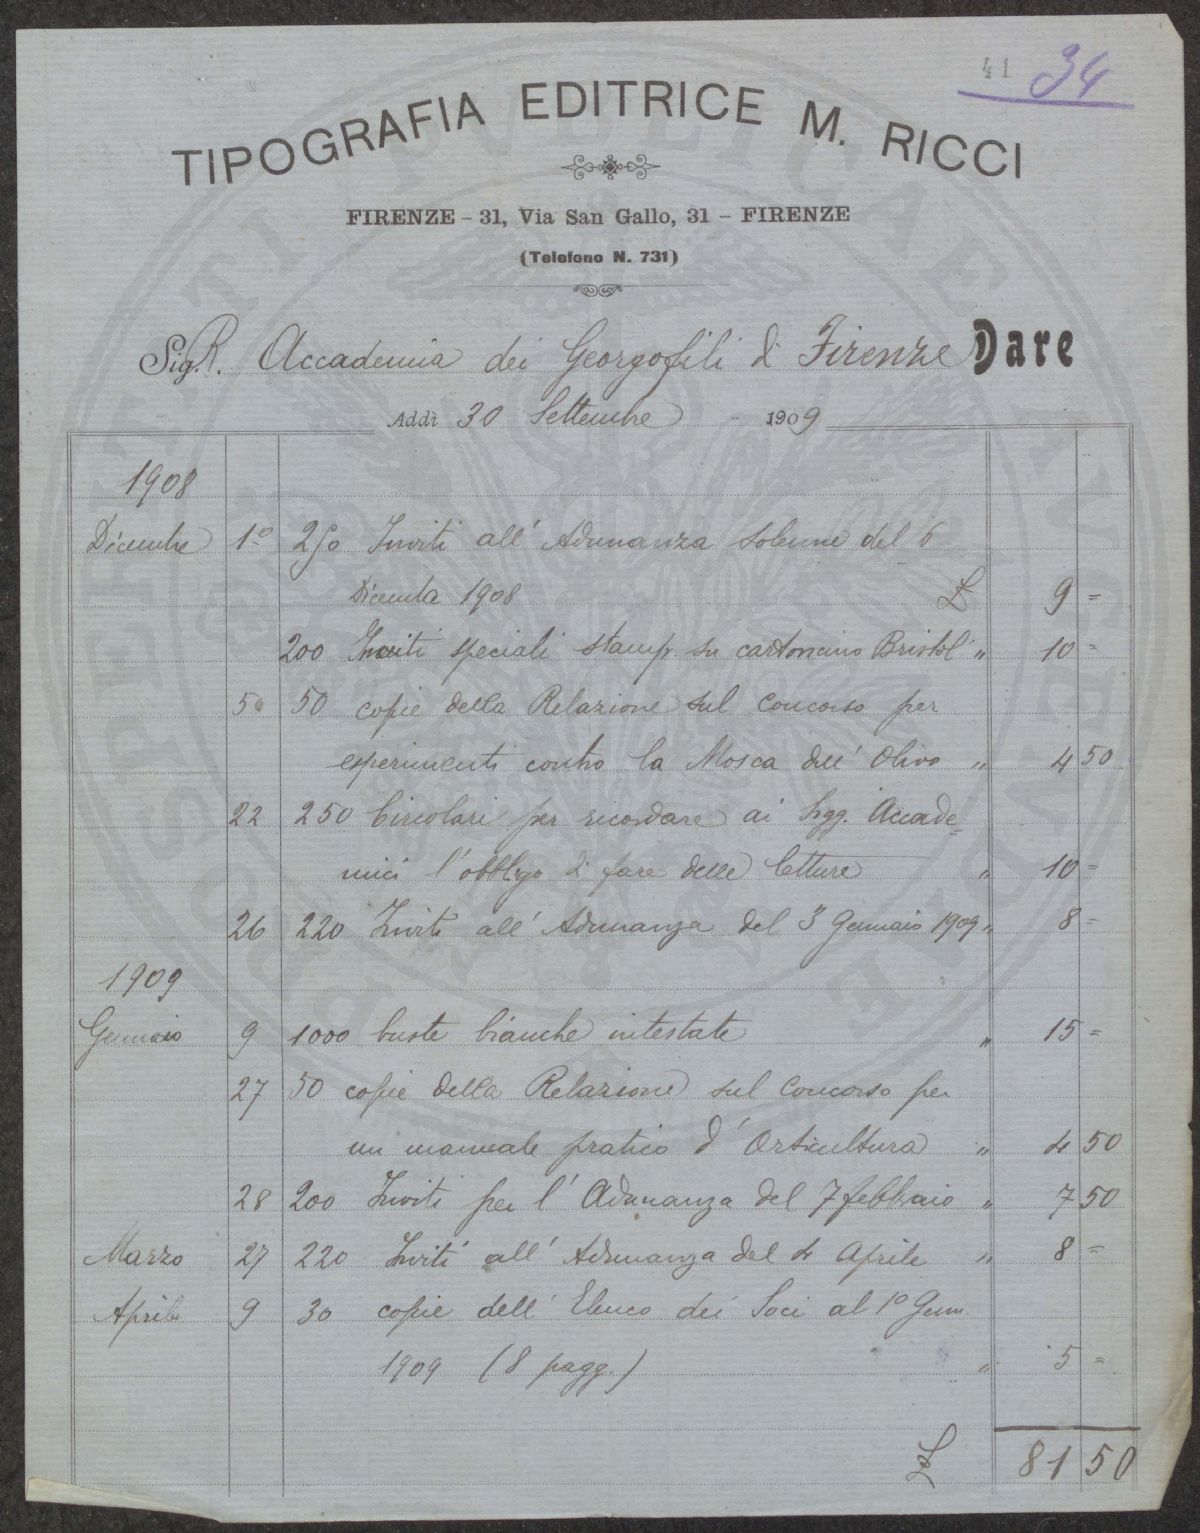 41 34
TIPOGRAFIA EDITRICE M. RICCI
FIRENZE – 31, Via San Gallo, 31 – FIRENZE
(Telefono N. 731)
Sig. R. Accademia dei Georgofili di Firenze Dare
Addì 30 Settembre 1909
1908
Dicembre 1º 250 Inviti all' Adunanza Solenne del 6
Dicembre 1908 £ 9 =
200 Inviti speciali stamp. su cartoncino Bristol " 10 =
5 50 copie della Relazione sul Concorso per
esperimenti contro la Mosca dell' Olivo " 4 50
22 250 Circolari per ricordare ai Sigg. Accade=
mici l'obbligo di fare delle letture " 10 =
26 220 Inviti all' Adunanza del 3 Gennaio 1909 " 8 =
1909
Gennaio 9 1000 buste bianche intestate " 15 =
27 50 copie della Relazione sul Concorso per
un manuale pratico d' Orticultura " 4 50
28 200 Inviti per l' Adunanza del 7 febbraio " 7 50
Marzo 27 220 Inviti all' Adunanza del 4 Aprile " 8 =
Aprile 9 30 copie dell' Elenco dei Soci al 1º Genn.
1909 (8 pagg.) " 5 =
£ 81 50